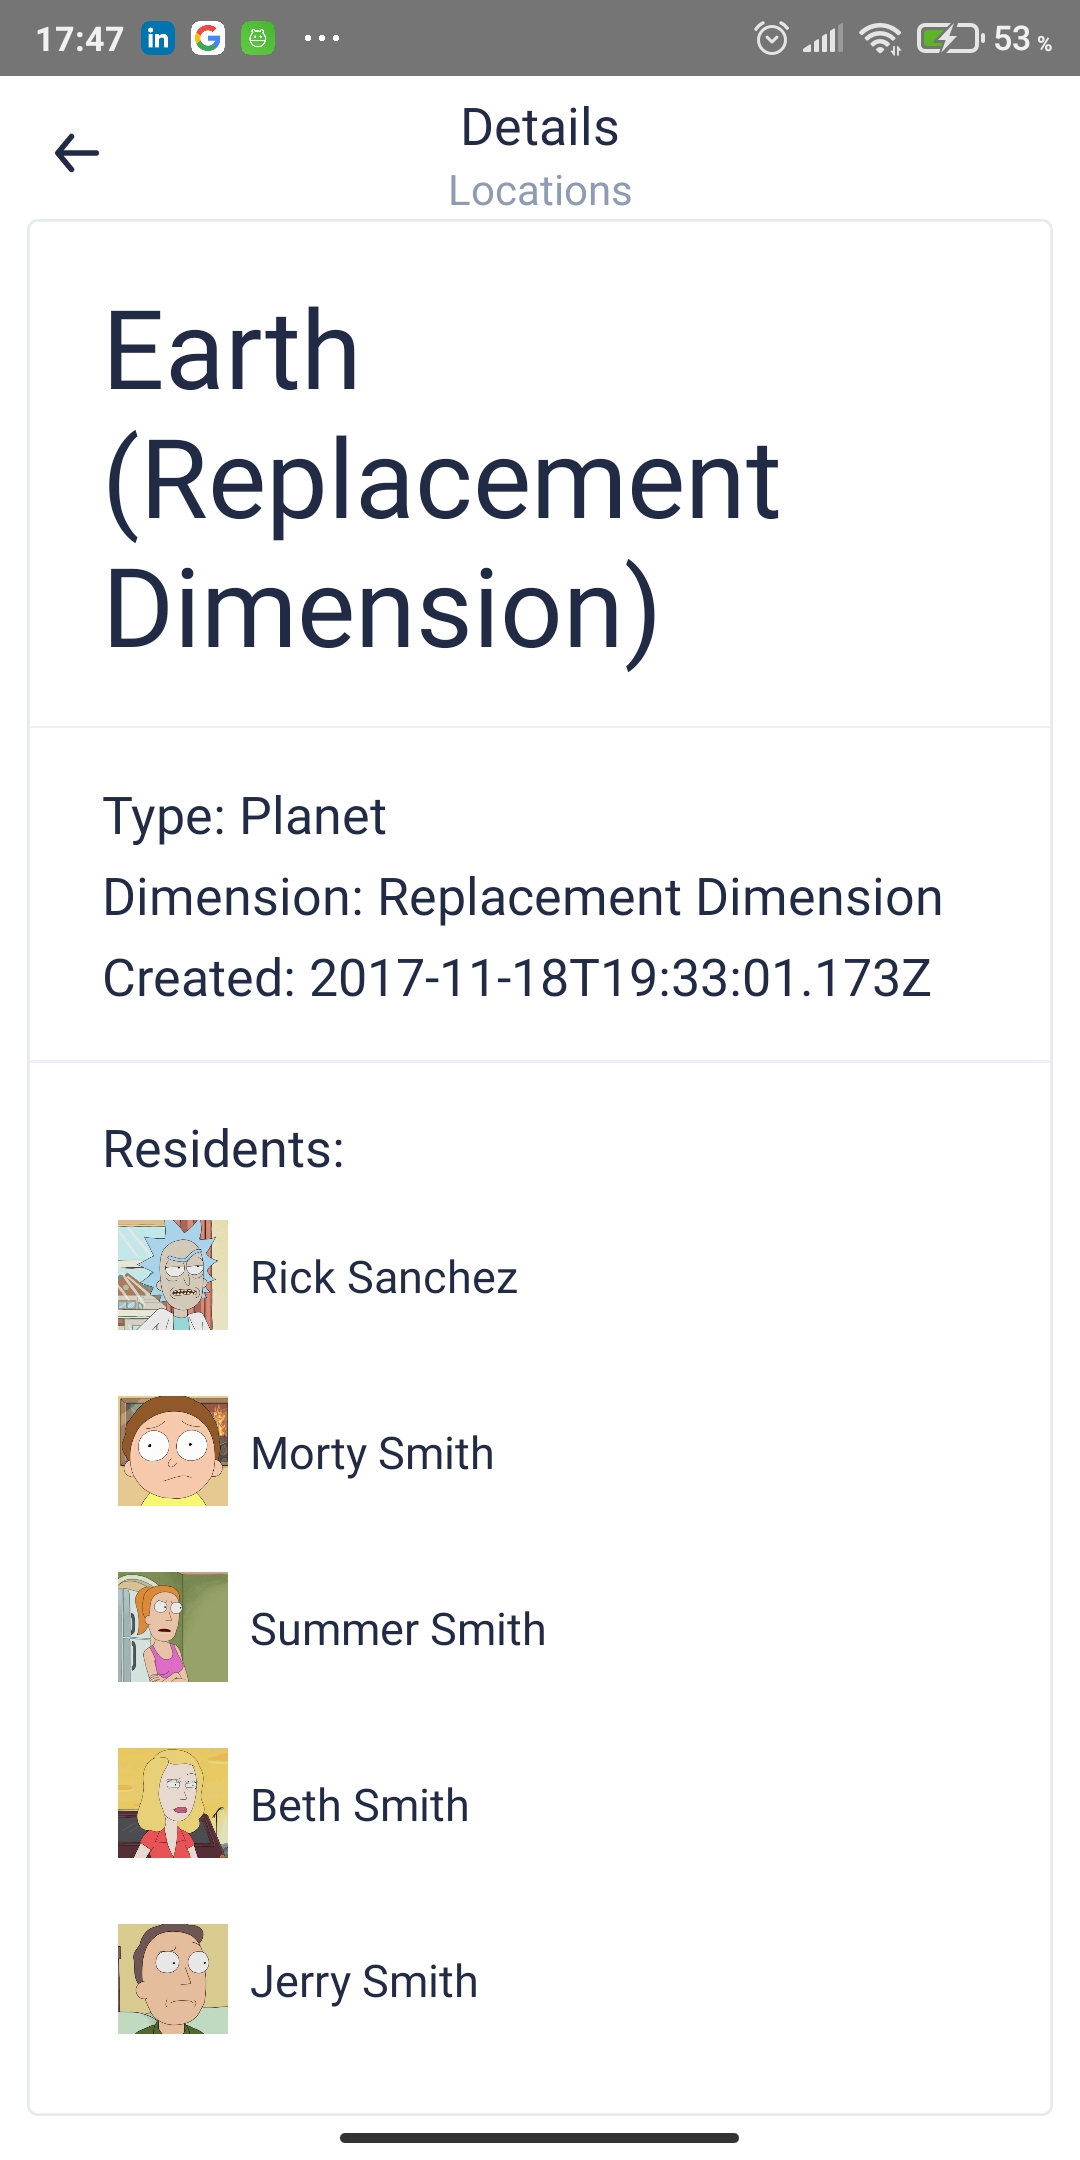 17:47 in G 53 %
Details
Locations
Earth
(Replacement
Dimension)
Type: Planet
Dimension: Replacement Dimension
Created: 2017-11-18T19:33:01.173Z
Residents:
Rick Sanchez
Morty Smith
Summer Smith
Beth Smith
Jerry Smith